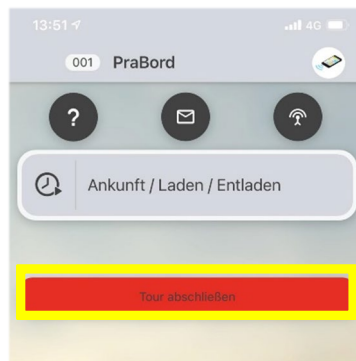 13:51
4G
001 PraBord
?
Ankunft / Laden / Entladen
Tour abschließen